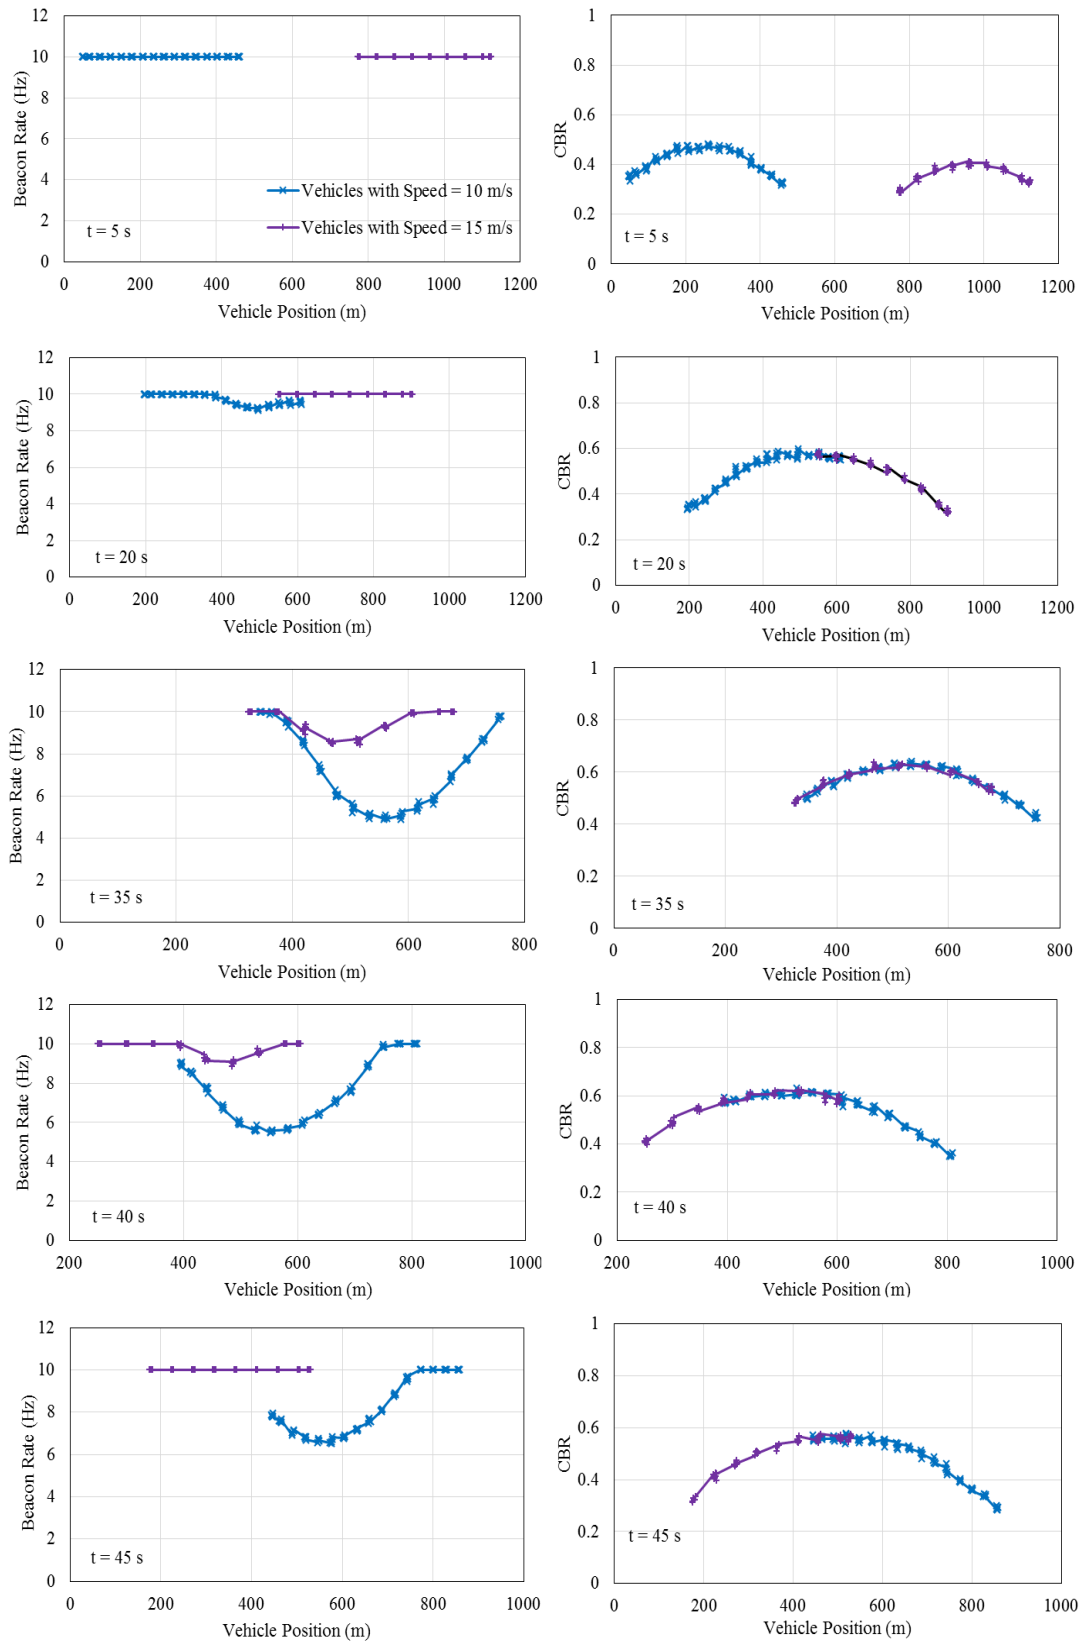 12
10
8
6
4
2
0
Beacon Rate (Hz)
Vehicles with Speed = 10 m/s
Vehicles with Speed = 15 m/s
t = 5 s
0 200 400 600 800 1000 1200
Vehicle Position (m)
1
0.8
0.6
0.4
0.2
0
CBR
t = 5 s
0 200 400 600 800 1000 1200
Vehicle Position (m)
12
10
8
6
4
2
0
Beacon Rate (Hz)
t = 20 s
0 200 400 600 800 1000 1200
Vehicle Position (m)
1
0.8
0.6
0.4
0.2
0
CBR
t = 20 s
0 200 400 600 800 1000 1200
Vehicle Position (m)
12
10
8
6
4
2
0
Beacon Rate (Hz)
t = 35 s
0 200 400 600 800
Vehicle Position (m)
1
0.8
0.6
0.4
0.2
0
CBR
t = 35 s
0 200 400 600 800
Vehicle Position (m)
12
10
8
6
4
2
0
Beacon Rate (Hz)
t = 40 s
200 400 600 800 1000
Vehicle Position (m)
1
0.8
0.6
0.4
0.2
0
CBR
t = 40 s
200 400 600 800 1000
Vehicle Position (m)
12
10
8
6
4
2
0
Beacon Rate (Hz)
t = 45 s
0 200 400 600 800 1000
Vehicle Position (m)
1
0.8
0.6
0.4
0.2
0
CBR
t = 45 s
0 200 400 600 800 1000
Vehicle Position (m)